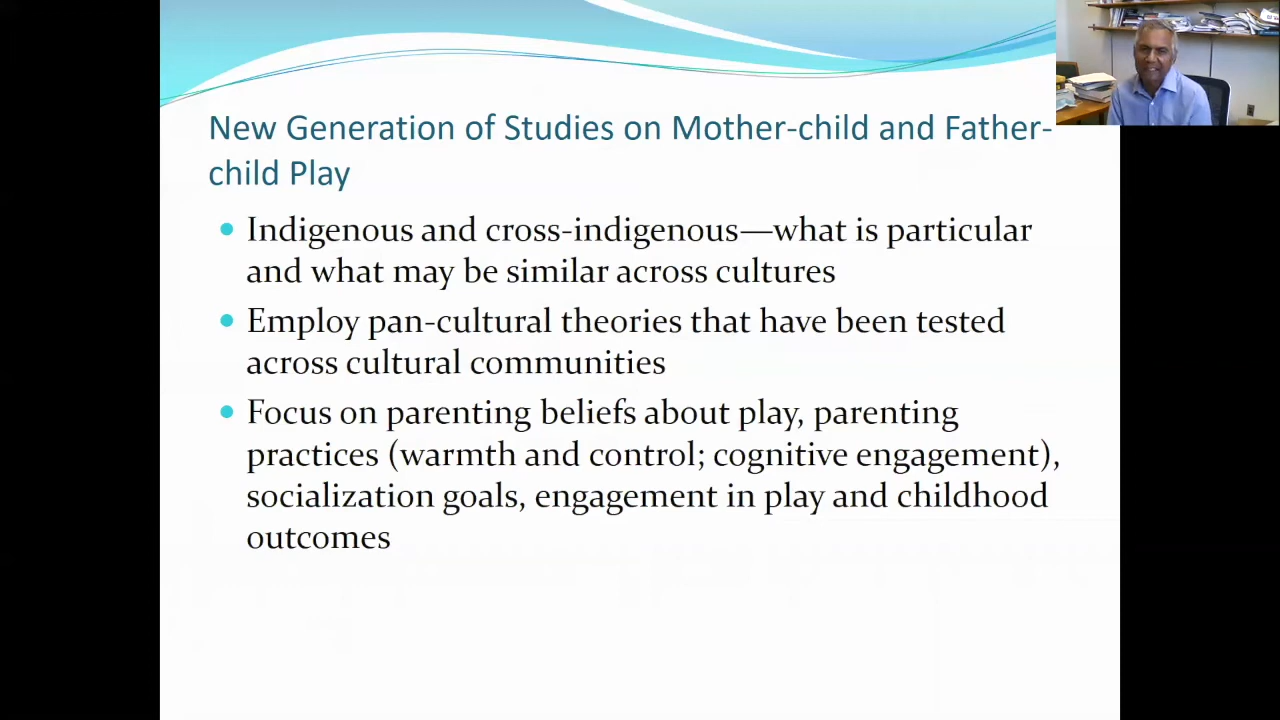 New Generation of Studies on Mother-child and Father-
child Play
• Indigenous and cross-indigenous—what is particular
and what may be similar across cultures
• Employ pan-cultural theories that have been tested
across cultural communities
• Focus on parenting beliefs about play, parenting
practices (warmth and control; cognitive engagement),
socialization goals, engagement in play and childhood
outcomes